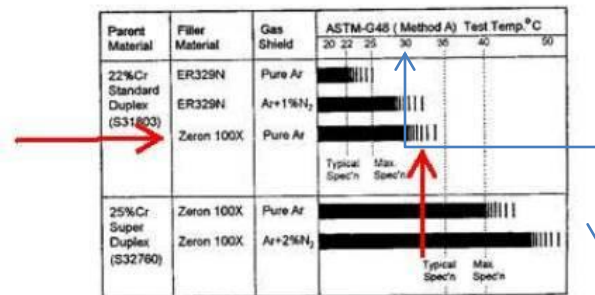 Parent Material
Filler Material
Gas Shield
ASTM-G48 ( Method A) Test Temp.°C
20 22 25 30 35 40 50
22%Cr Standard Duplex (S31803)
ER329N Pure Ar
ER329N Ar+1%N₂
Zeron 100X Pure Ar
Typical Spec'n
Max. Spec'n
25%Cr Super Duplex (S32760)
Zeron 100X Pure Ar
Zeron 100X Ar+2%N₂
Typical Spec'n
Max Spec'n